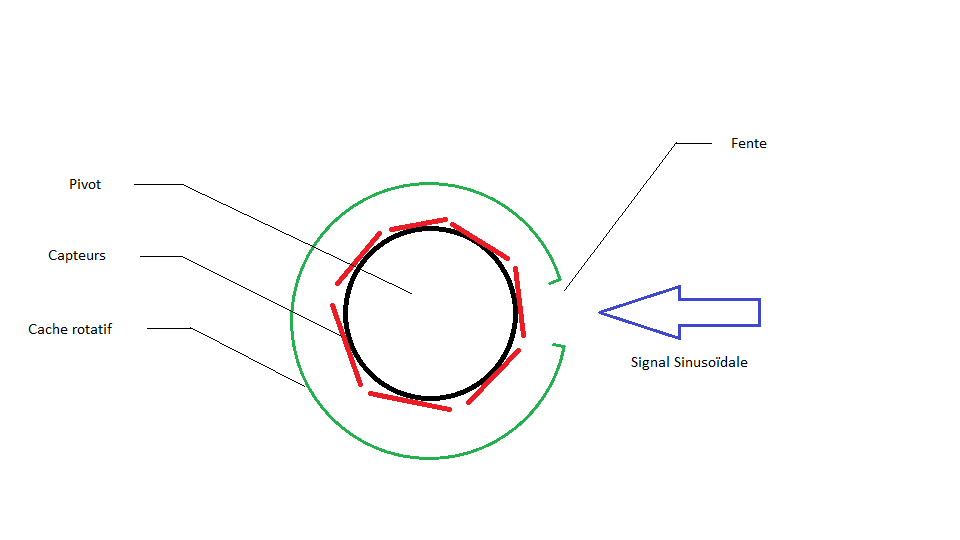 Fente
Pivot
Capteurs
Cache rotatif
Signal Sinusoïdale